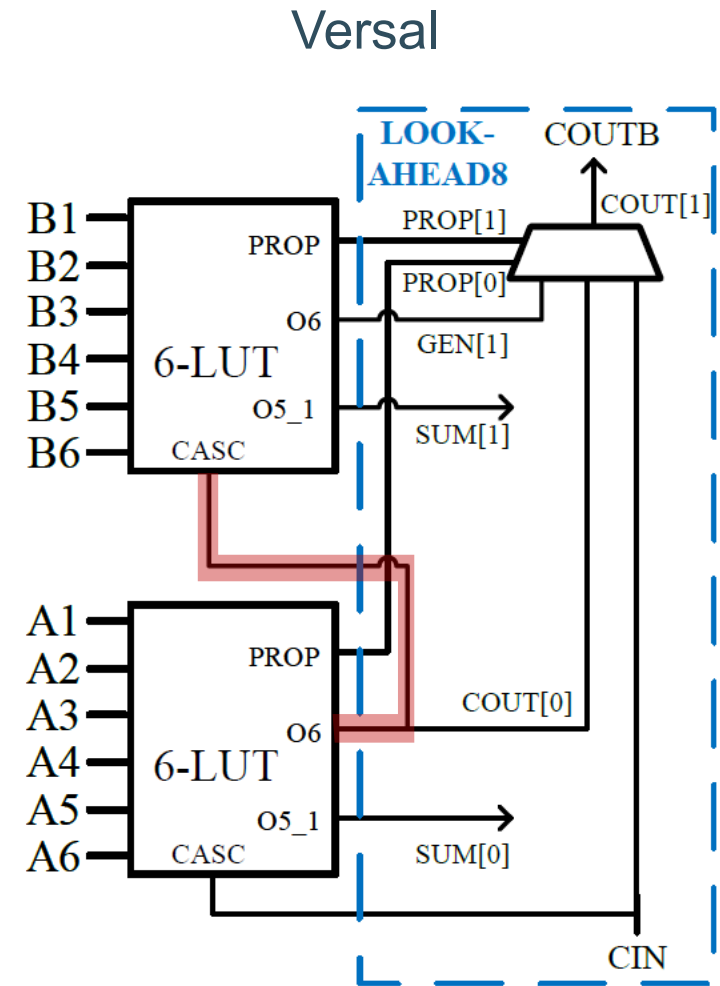 Versal
LOOK-
AHEAD8
COUTB
COUT[1]
B1
B2
B3
B4
B5
B6
PROP
O6
6-LUT
O5_1
CASC
PROP[1]
PROP[0]
GEN[1]
SUM[1]
A1
A2
A3
A4
A5
A6
PROP
O6
6-LUT
O5_1
CASC
COUT[0]
SUM[0]
CIN